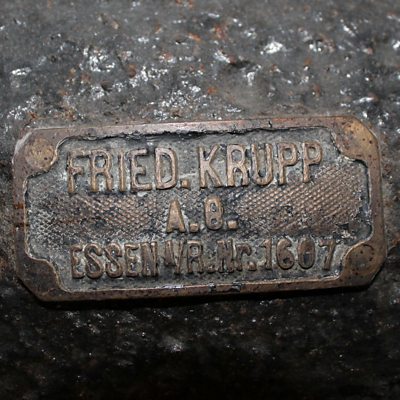 FRIED. KRUPP
A.G.
ESSEN-VR.Nr.1607